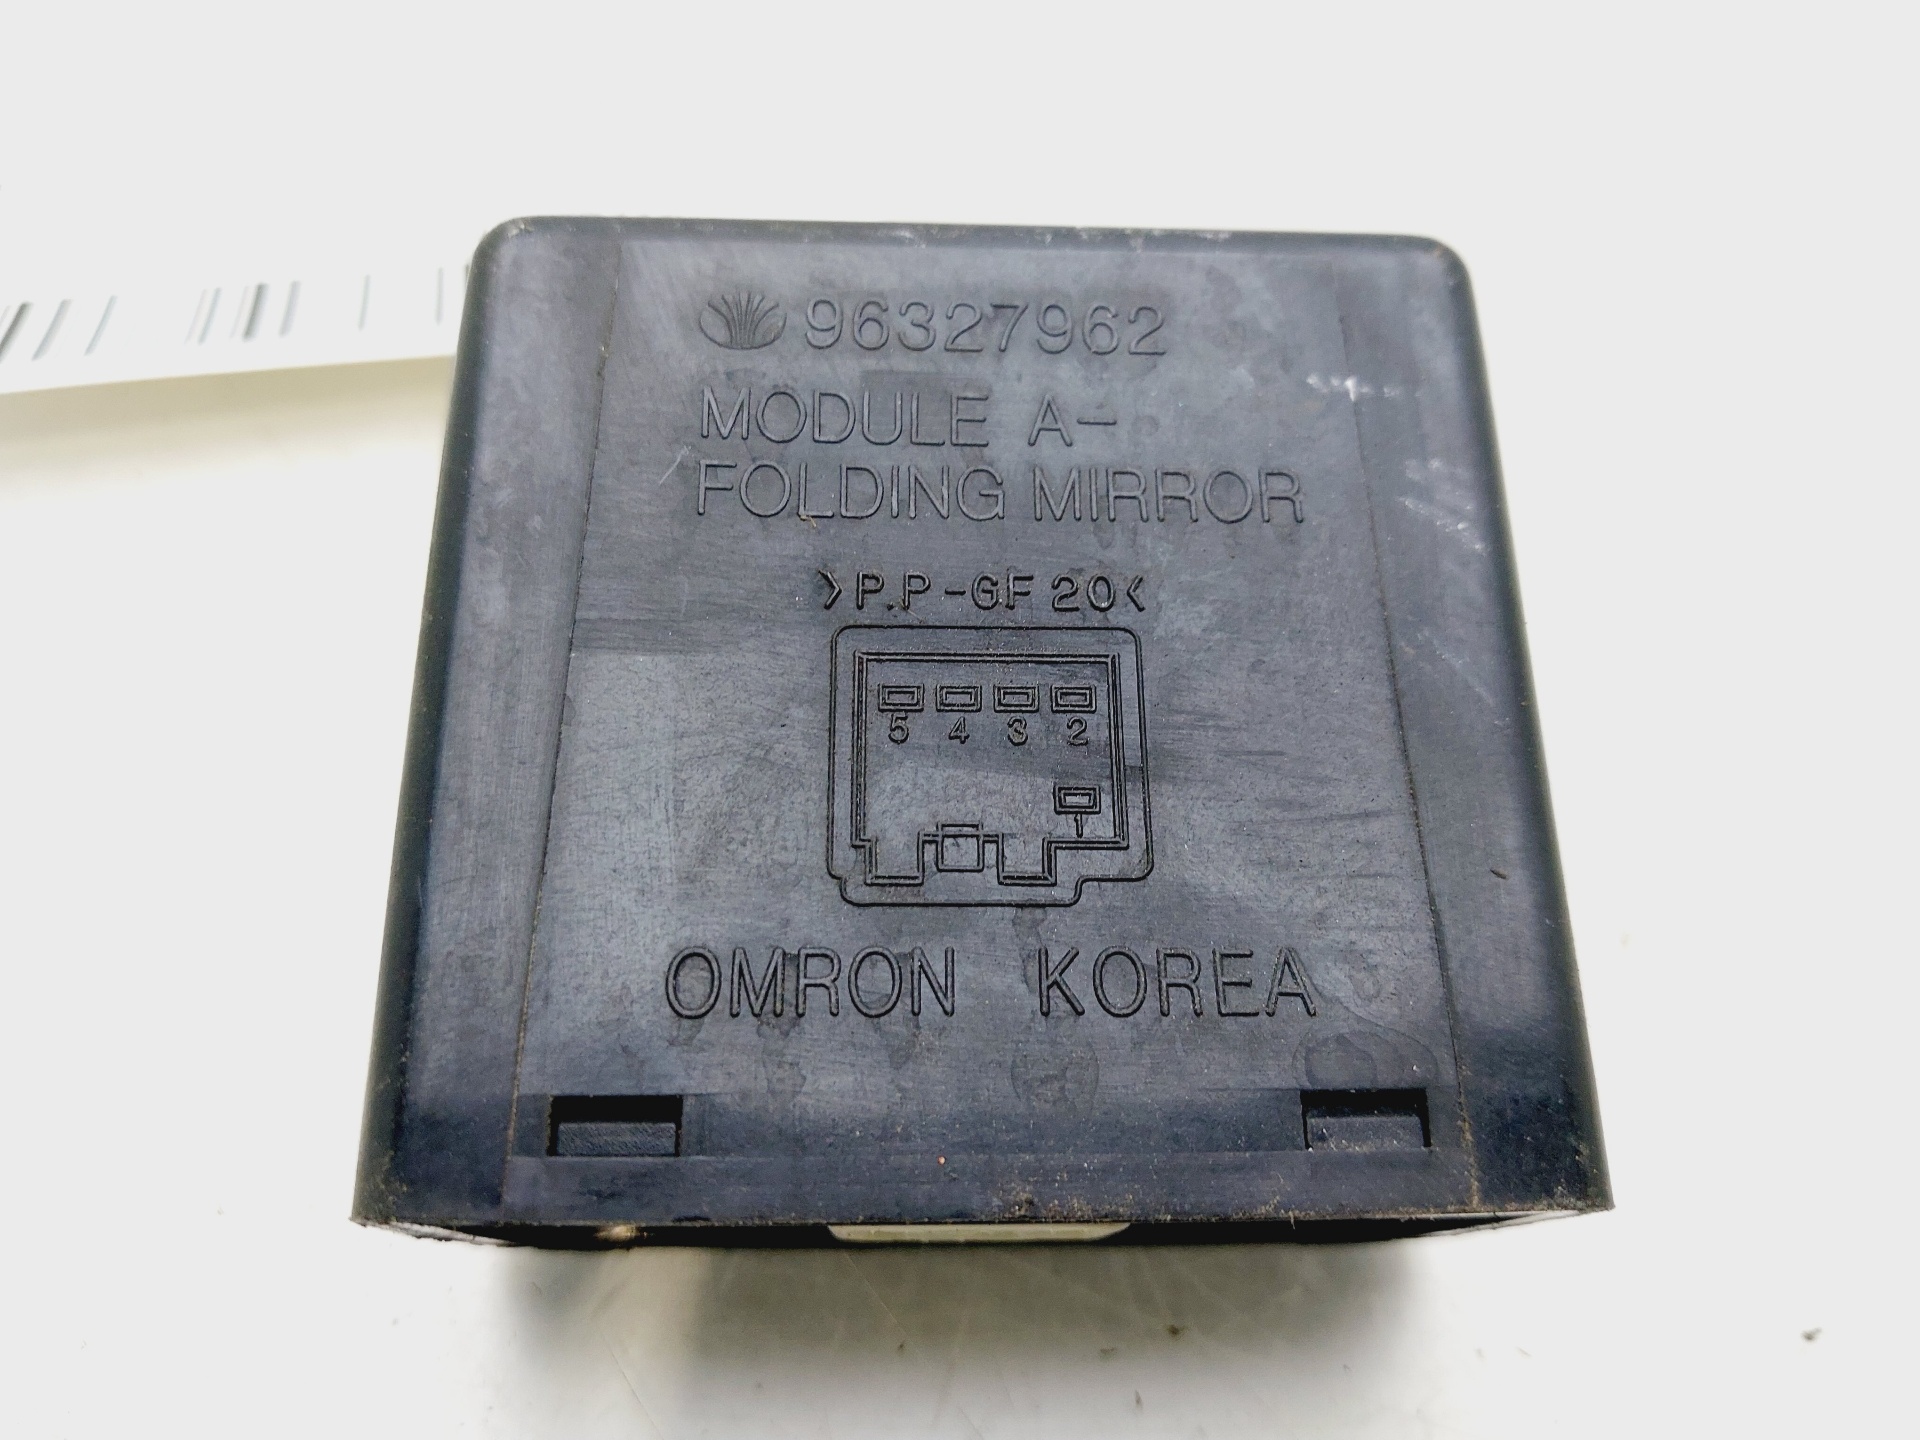 96327962
MODULE A-
FOLDING MIRROR
>P.P-GF 20<
5 4 3 2
1
OMRON KOREA